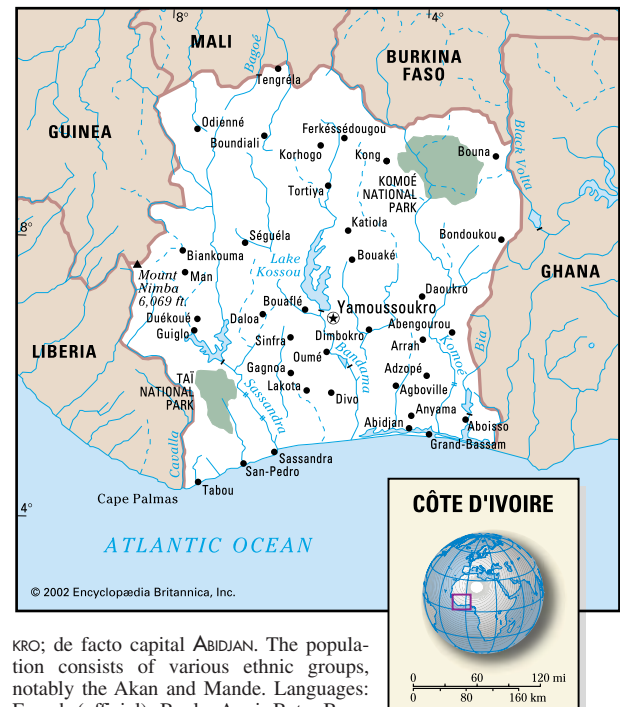 8°
4°
MALI
BURKINA
FASO
Bagoé
Tengréla
GUINEA
Odiénné
Boundiali
Ferkéssédougou
Korhogo
Kong
Bouna
Black Volta
KOMOÉ
NATIONAL
PARK
Tortiya
Katiola
Bondoukou
8°
Séguéla
Biankouma
Lake
Kossou
Bouaké
Man
Mount
Nimba
6,069 ft.
GHANA
Daoukro
Bouaflé
Yamoussoukro
Duékoué
Daloa
Guiglo
Sinfra
Dimbokro
Abengourou
Arrah
Bia
LIBERIA
Oumé
Bandama
Komoé
Gagnoa
Adzopé
TAÏ
NATIONAL
PARK
Sassandra
Lakota
Divo
Agboville
Anyama
Abidjan
Aboisso
Grand-Bassam
Cavalla
Sassandra
San-Pedro
Tabou
Cape Palmas
4°
ATLANTIC OCEAN
© 2002 Encyclopædia Britannica, Inc.
CÔTE D'IVOIRE
0 60 120 mi
0 80 160 km
KRO; de facto capital ABIDJAN. The popula-
tion consists of various ethnic groups,
notably the Akan and Mande. Languages: